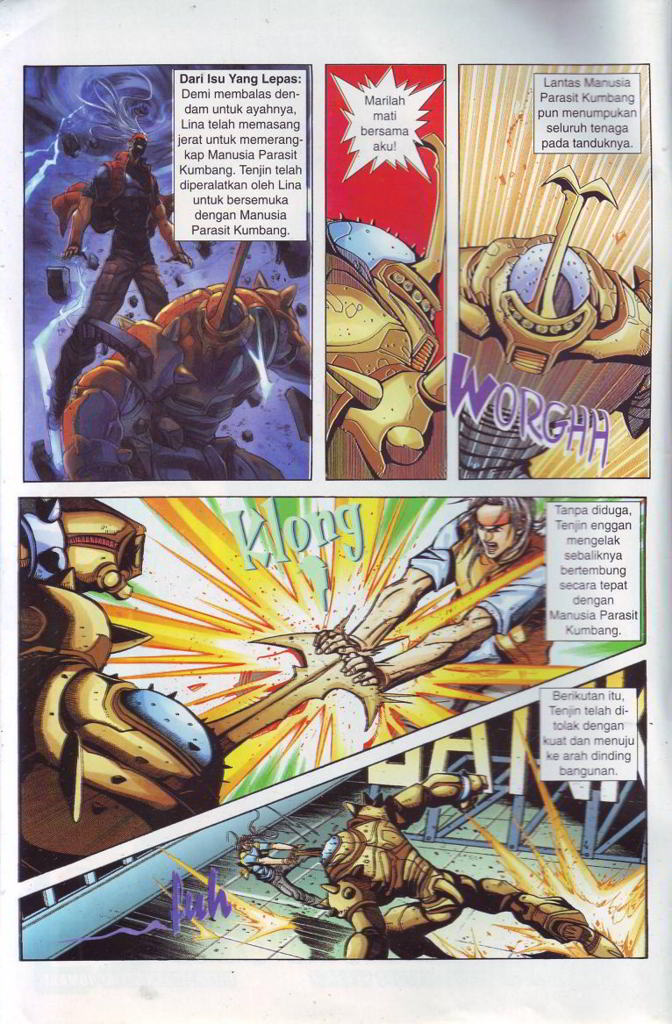 Dari Isu Yang Lepas:
Demi membalas den-
dam untuk ayahnya,
Lina telah memasang
jerat untuk memerang-
kap Manusia Parasit
Kumbang. Tenjin telah
diperalatkan oleh Lina
untuk bersemuka
dengan Manusia
Parasit Kumbang.
Marilah
mati
bersama
aku!
Lantas Manusia
Parasit Kumbang
pun menumpukan
seluruh tenaga
pada tanduknya.
WORGHH
Klong
!
Tanpa diduga,
Tenjin enggan
mengelak
sebaliknya
bertembung
secara tepat
dengan
Manusia Parasit
Kumbang.
Berikutan itu,
Tenjin telah di-
tolak dengan
kuat dan menuju
ke arah dinding
bangunan.
fuh